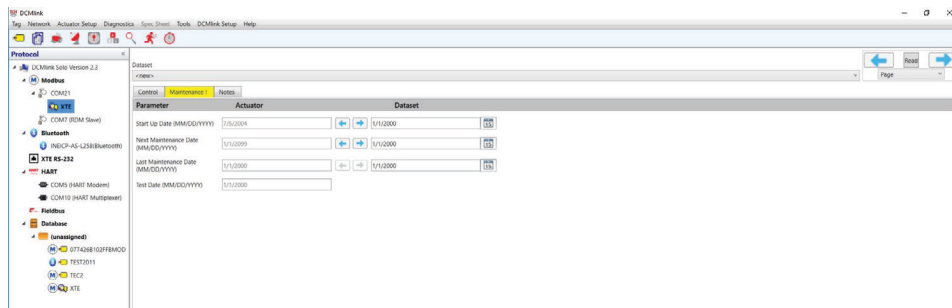 DCMlink
Tag Network Actuator Setup Diagnostics Spec Sheet Tools DCMlink Setup Help
Protocol
DCMlink Solo Version 2.3
Modbus
COM21
XTE
COM7 (RDM Slave)
Bluetooth
INEICP-AS-L258(Bluetooth)
XTE RS-232
HART
COM5 (HART Modem)
COM10 (HART Multiplexer)
Fieldbus
Database
(unassigned)
077426B102FFBMOD
TEST2011
TEC2
XTE
Dataset
<new>
Read
Page
Control Maintenance Notes
Parameter Actuator Dataset
Start Up Date (MM/DD/YYYY) 7/5/2004 1/1/2000
Next Maintenance Date
(MM/DD/YYYY) 1/1/2099 1/1/2000
Last Maintenance Date
(MM/DD/YYYY) 1/1/2000 1/1/2000
Test Date (MM/DD/YYYY) 1/1/2000